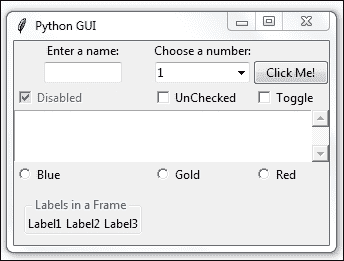 Python GUI
Enter a name: Choose a number:
1 Click Me!
Disabled UnChecked Toggle
Blue Gold Red
Labels in a Frame
Label1 Label2 Label3